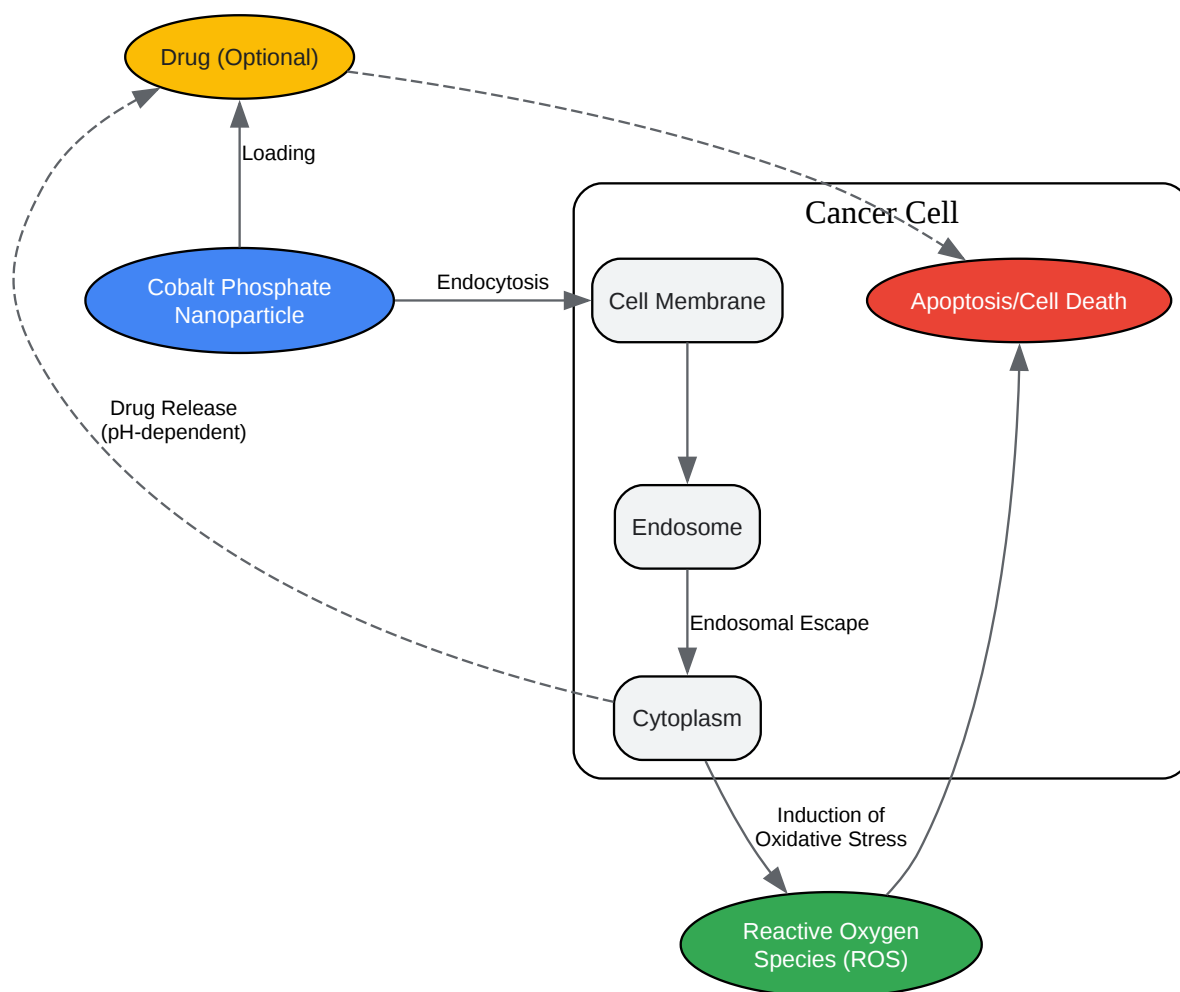 Drug (Optional)
Loading
Cancer Cell
Cobalt Phosphate
Nanoparticle
Endocytosis
Cell Membrane
Apoptosis/Cell Death
Drug Release
(pH-dependent)
Endosome
Endosomal Escape
Cytoplasm
Induction of
Oxidative Stress
Reactive Oxygen
Species (ROS)